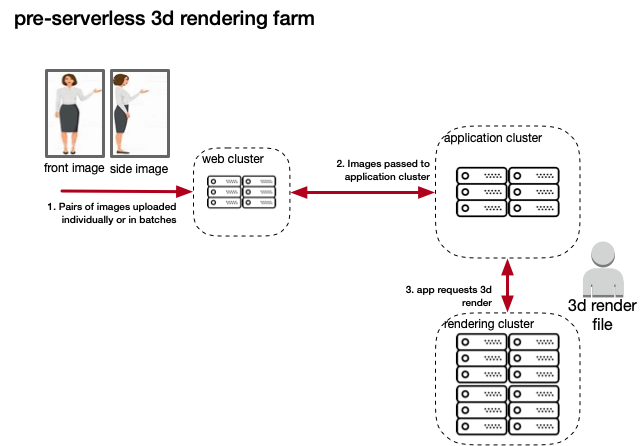 pre-serverless 3d rendering farm
front image
side image
1. Pairs of images uploaded
individually or in batches
web cluster
2. Images passed to
application cluster
application cluster
3. app requests 3d
render
3d render
file
rendering cluster